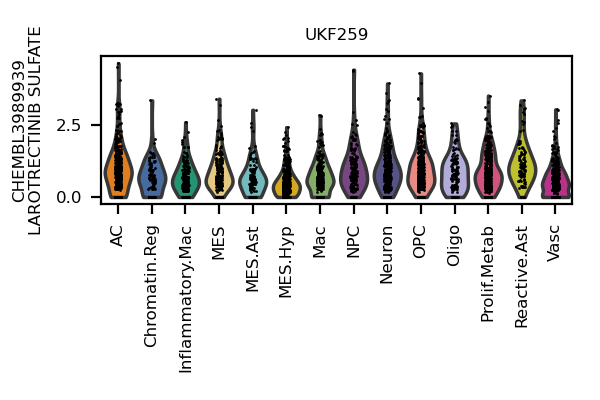 UKF259
CHEMBL3989939
LAROTRECTINIB SULFATE
2.5
0.0
AC
Chromatin.Reg
Inflammatory.Mac
MES
MES.Ast
MES.Hyp
Mac
NPC
Neuron
OPC
Oligo
Prolif.Metab
Reactive.Ast
Vasc